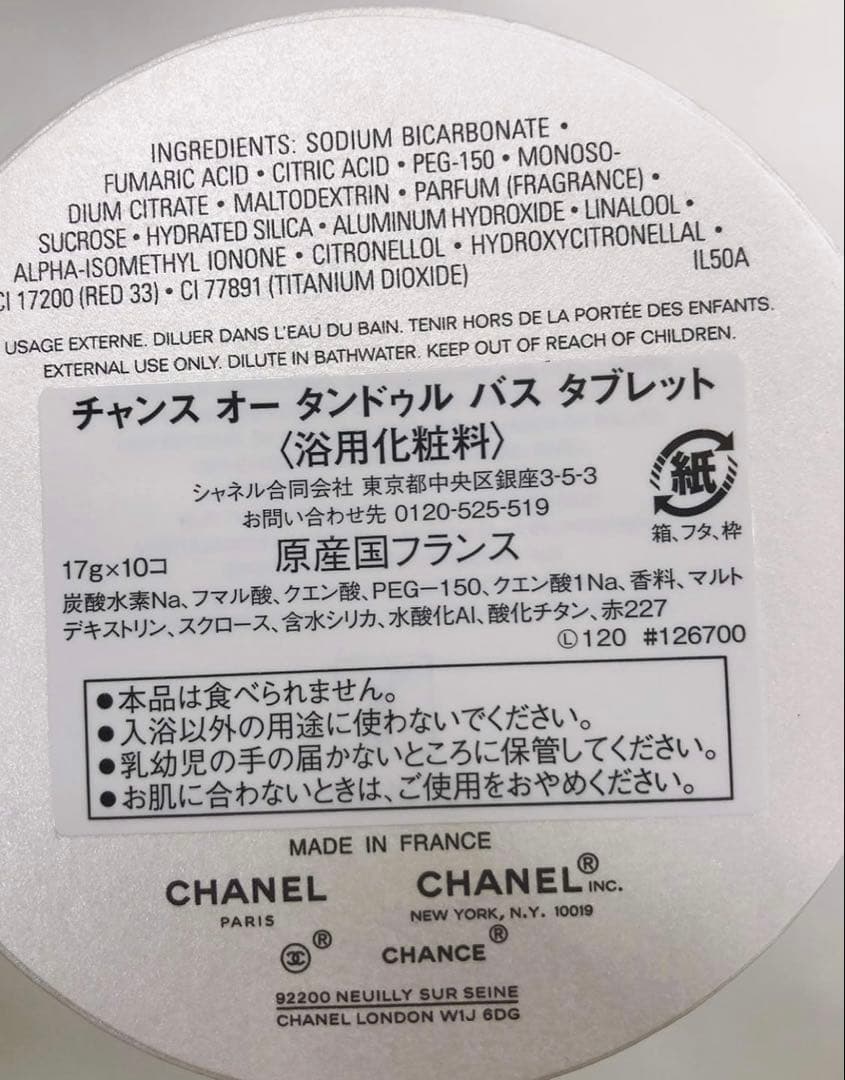 INGREDIENTS: SODIUM BICARBONATE •
FUMARIC ACID • CITRIC ACID • PEG-150 • MONOSO-
DIUM CITRATE • MALTODEXTRIN • PARFUM (FRAGRANCE) •
SUCROSE • HYDRATED SILICA • ALUMINUM HYDROXIDE • LINALOOL •
ALPHA-ISOMETHYL IONONE • CITRONELLOL • HYDROXYCITRONELLAL •
CI 17200 (RED 33) • CI 77891 (TITANIUM DIOXIDE)
IL50A
USAGE EXTERNE. DILUER DANS L'EAU DU BAIN. TENIR HORS DE LA PORTÉE DES ENFANTS.
EXTERNAL USE ONLY. DILUTE IN BATHWATER. KEEP OUT OF REACH OF CHILDREN.
チャンス オー タンドゥル バス タブレット
〈浴用化粧料〉
シャネル合同会社 東京都中央区銀座3-5-3
お問い合わせ先 0120-525-519
紙
箱、フタ、枠
17g×10コ 原産国フランス
炭酸水素Na、フマル酸、クエン酸、PEG-150、クエン酸1Na、香料、マルト
デキストリン、スクロース、含水シリカ、水酸化Al、酸化チタン、赤227
Ⓛ120 #126700
●本品は食べられません。
●入浴以外の用途に使わないでください。
●乳幼児の手の届かないところに保管してください。
●お肌に合わないときは、ご使用をおやめください。
MADE IN FRANCE
CHANEL CHANEL® INC.
PARIS NEW YORK, N.Y. 10019
® CHANCE®
92200 NEUILLY SUR SEINE
CHANEL LONDON W1J 6DG